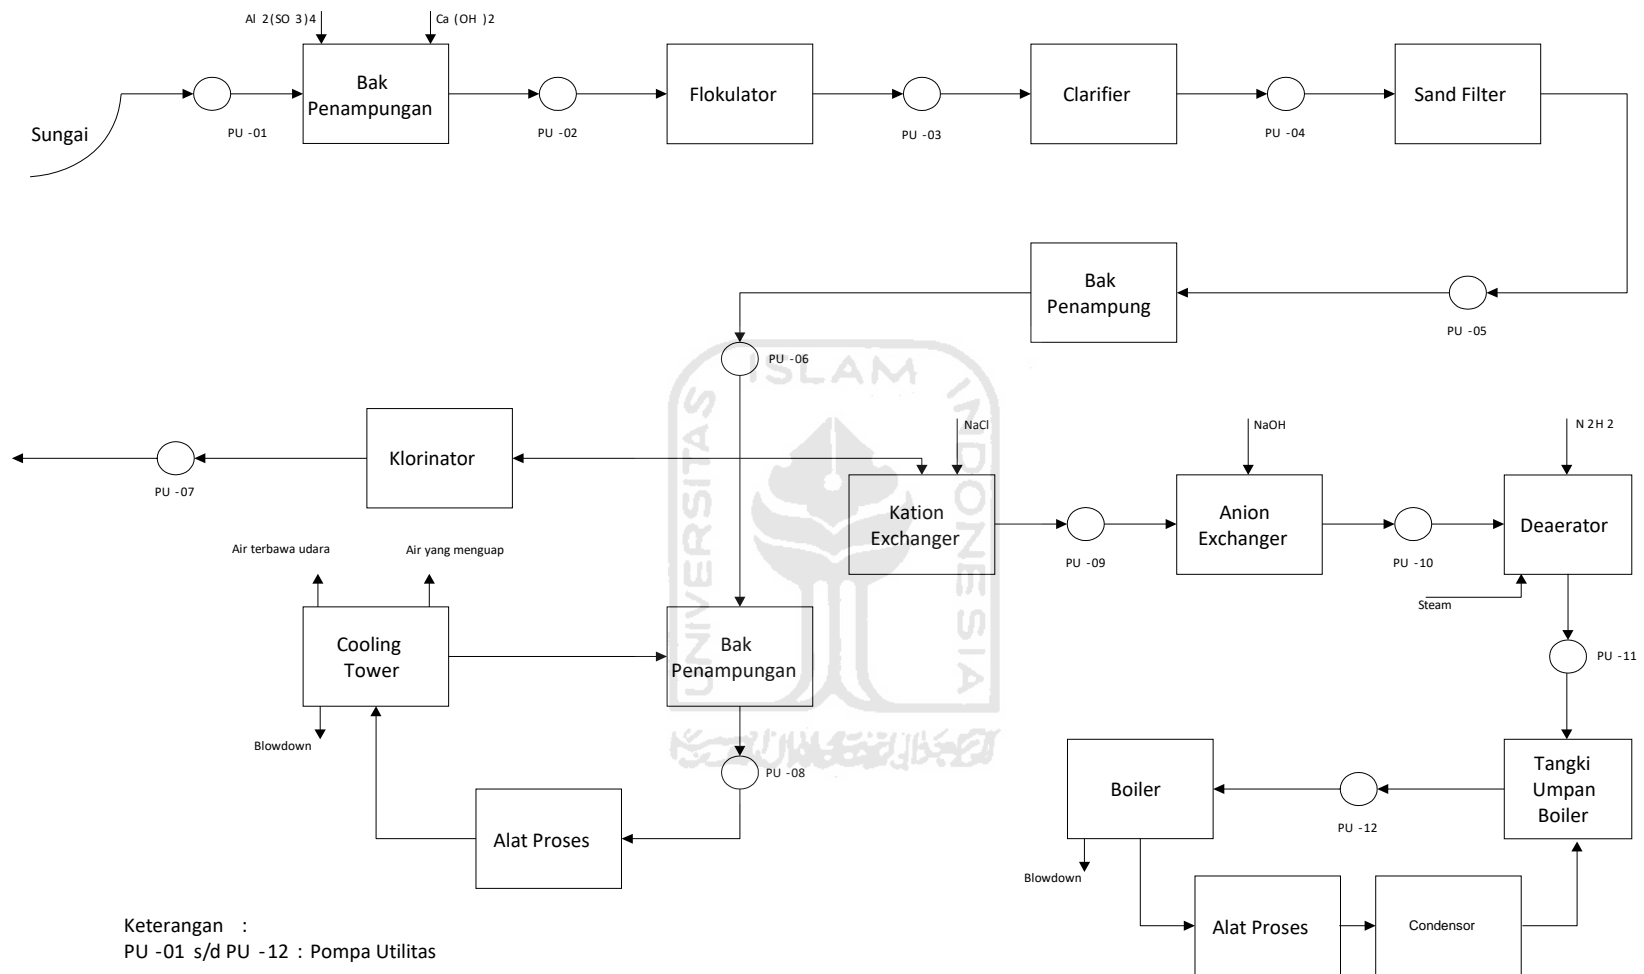 Al 2(SO 3)4
Ca (OH )2
Bak
Penampungan
Flokulator
Clarifier
Sand Filter
Sungai
PU -01
PU -02
PU -03
PU -04
Bak
Penampung
PU -05
PU -06
ISLAM
UNIVERSITAS
INDONESIA
NaCl
NaOH
N 2H 2
Klorinator
PU -07
Kation
Exchanger
PU -09
Anion
Exchanger
PU -10
Deaerator
Steam
PU -11
Air terbawa udara
Air yang menguap
Cooling
Tower
Bak
Penampungan
Blowdown
PU -08
Alat Proses
Boiler
PU -12
Tangki
Umpan
Boiler
Blowdown
Alat Proses
Condensor
Keterangan :
PU -01 s/d PU -12 : Pompa Utilitas